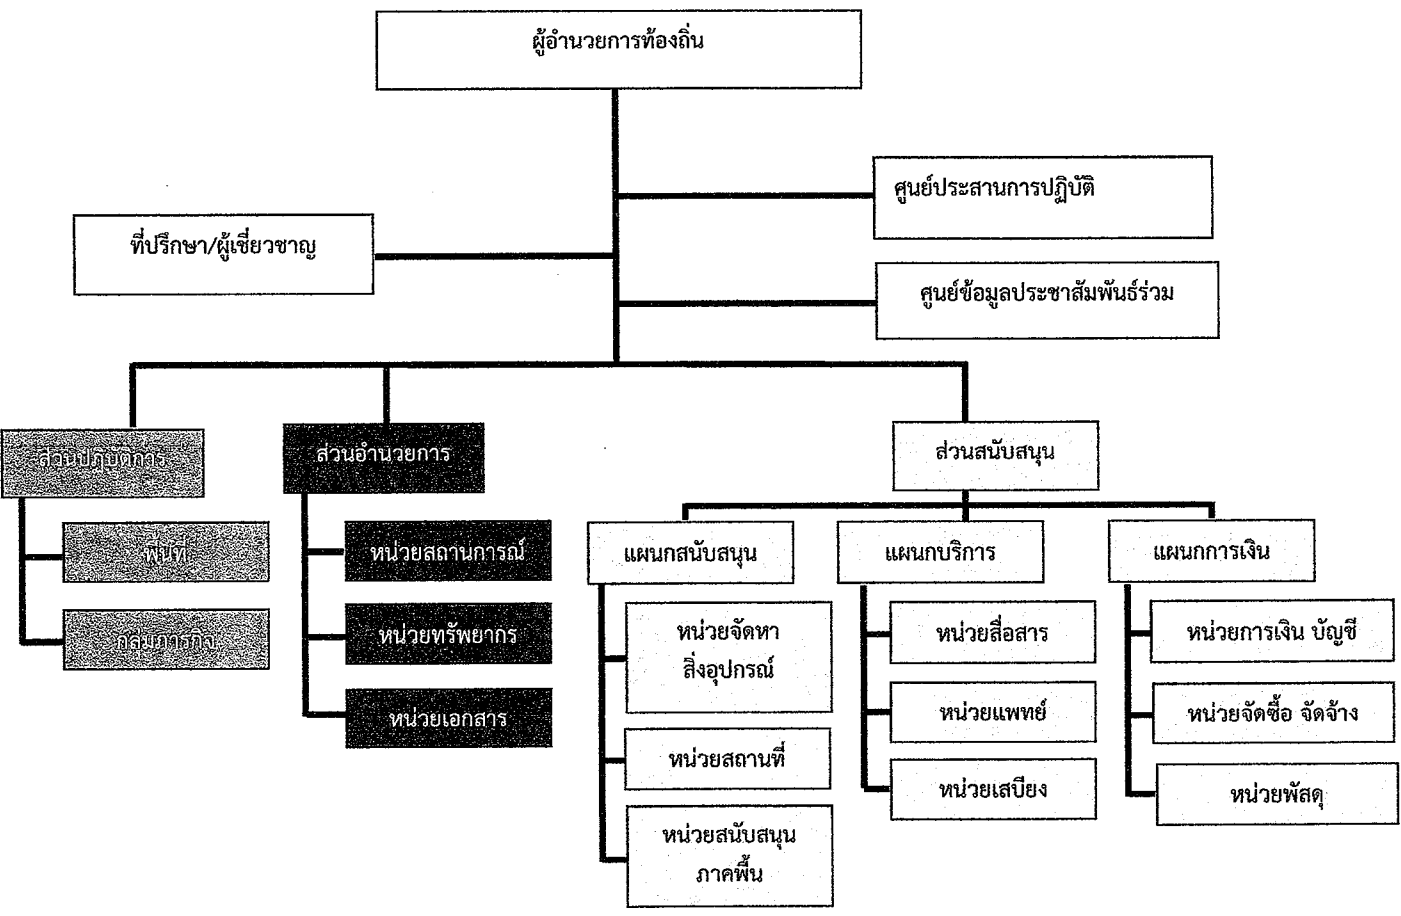 ผู้อำนวยการท้องถิ่น
ศูนย์ประสานการปฏิบัติ
ที่ปรึกษา/ผู้เชี่ยวชาญ
ศูนย์ข้อมูลประชาสัมพันธ์ร่วม
ส่วนปฏิบัติการ
ส่วนอำนวยการ
ส่วนสนับสนุน
พื้นที่
กลุ่มภารกิจ
หน่วยสถานการณ์
หน่วยทรัพยากร
หน่วยเอกสาร
แผนกสนับสนุน
หน่วยจัดหา
สิ่งอุปกรณ์
หน่วยสถานที่
หน่วยสนับสนุน
ภาคพื้น
แผนกบริการ
หน่วยสื่อสาร
หน่วยแพทย์
หน่วยเสบียง
แผนกการเงิน
หน่วยการเงิน บัญชี
หน่วยจัดซื้อ จัดจ้าง
หน่วยพัสดุ